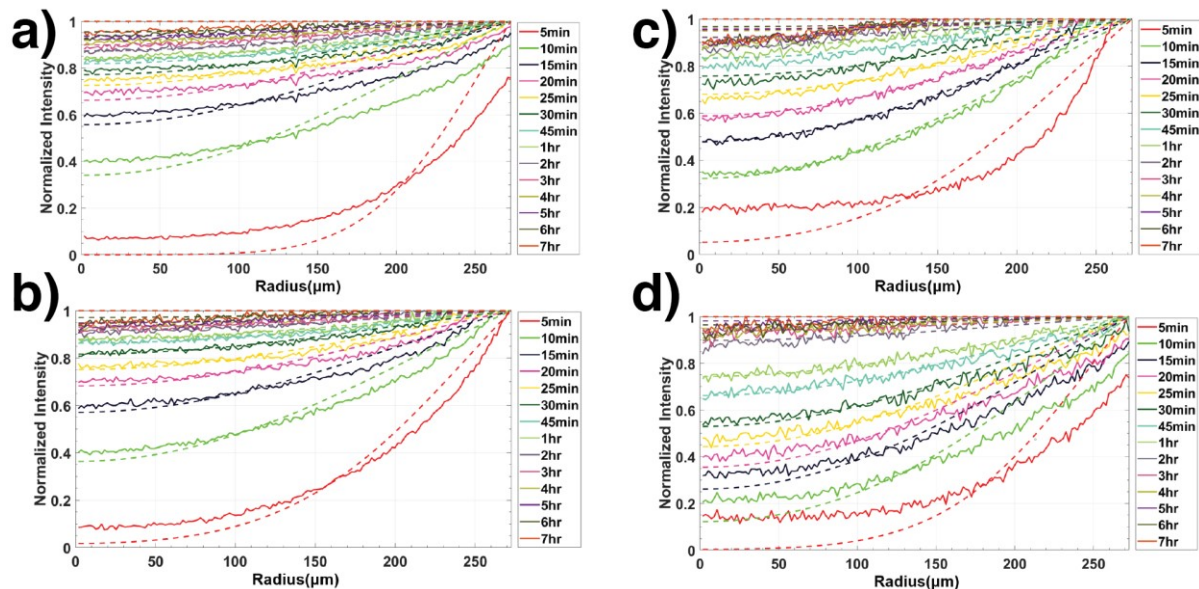 a)
Normalized Intensity
1
0.8
0.6
0.4
0.2
0
0 50 100 150 200 250
Radius(µm)
5min
10min
15min
20min
25min
30min
45min
1hr
2hr
3hr
4hr
5hr
6hr
7hr
b)
Normalized Intensity
1
0.8
0.6
0.4
0.2
0
0 50 100 150 200 250
Radius(µm)
5min
10min
15min
20min
25min
30min
45min
1hr
2hr
3hr
4hr
5hr
6hr
7hr
c)
Normalized Intensity
1
0.8
0.6
0.4
0.2
0
0 50 100 150 200 250
Radius(µm)
5min
10min
15min
20min
25min
30min
45min
1hr
2hr
3hr
4hr
5hr
6hr
7hr
d)
Normalized Intensity
1
0.8
0.6
0.4
0.2
0
0 50 100 150 200 250
Radius(µm)
5min
10min
15min
20min
25min
30min
45min
1hr
2hr
3hr
4hr
5hr
6hr
7hr